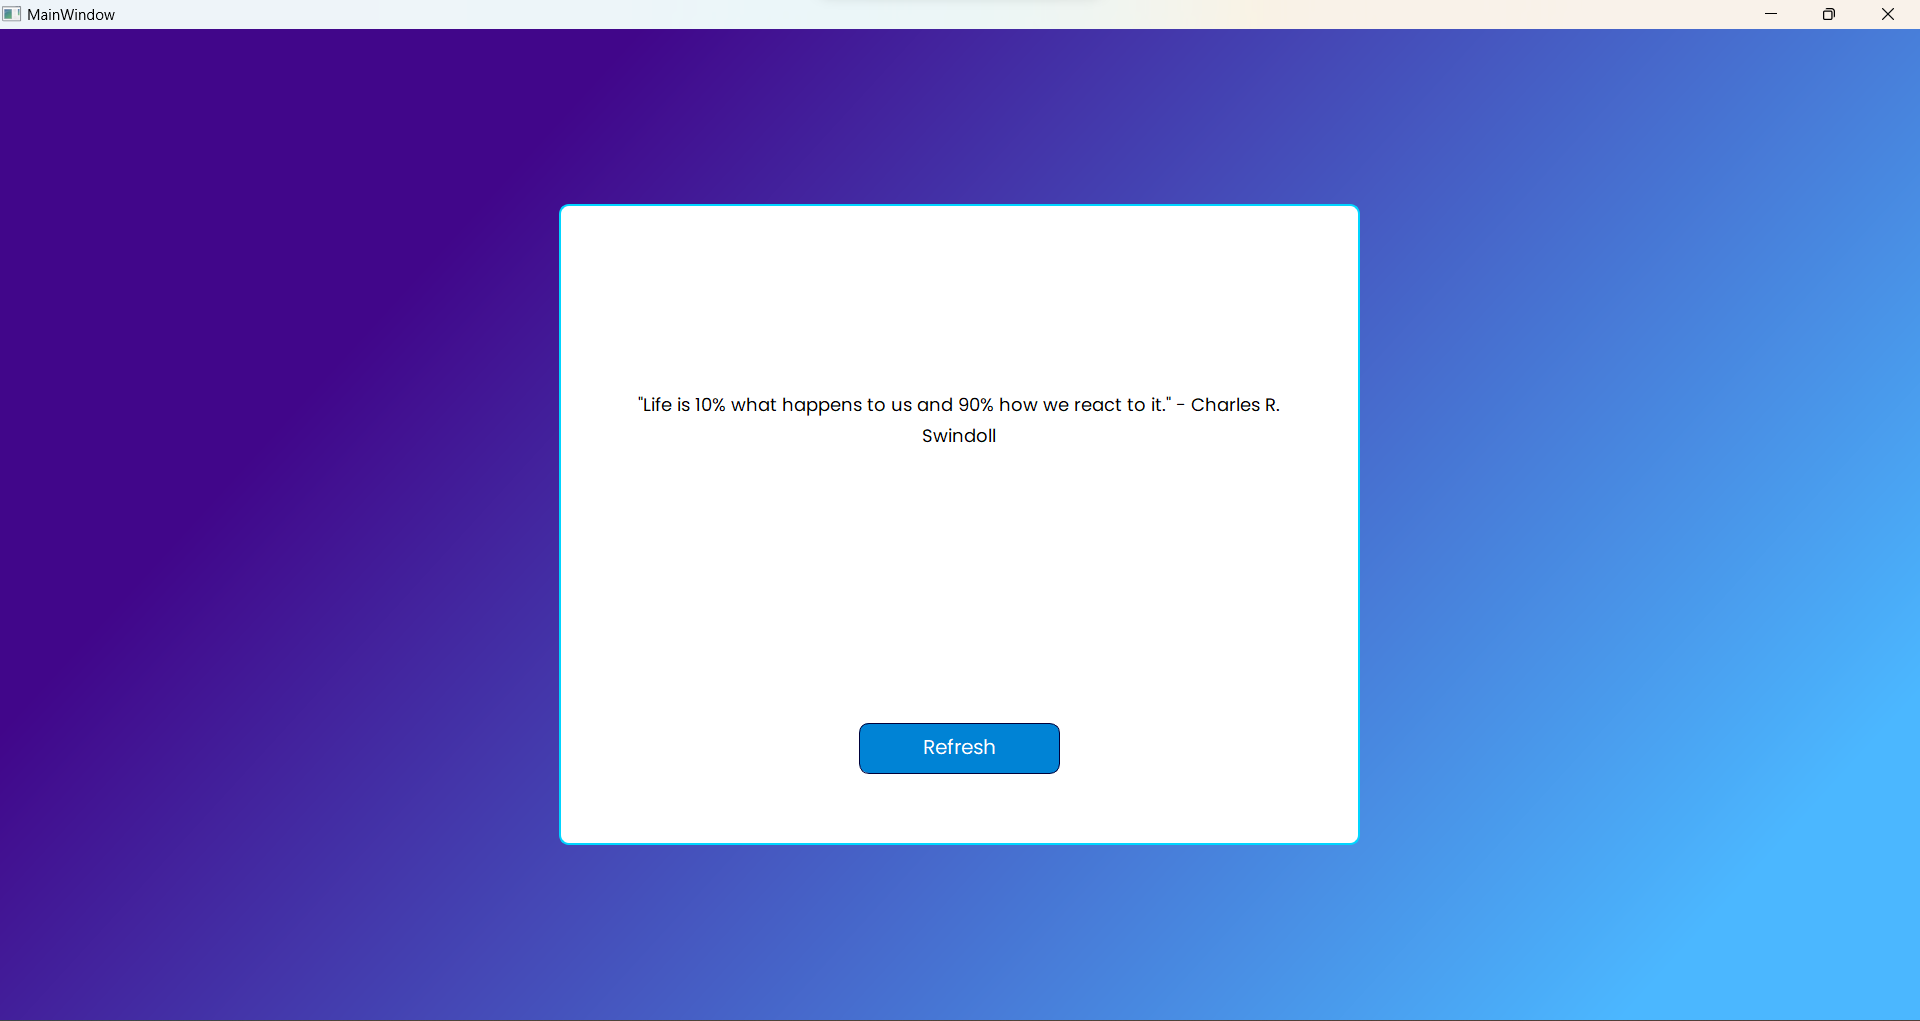 MainWindow
"Life is 10% what happens to us and 90% how we react to it." - Charles R.
Swindoll
Refresh